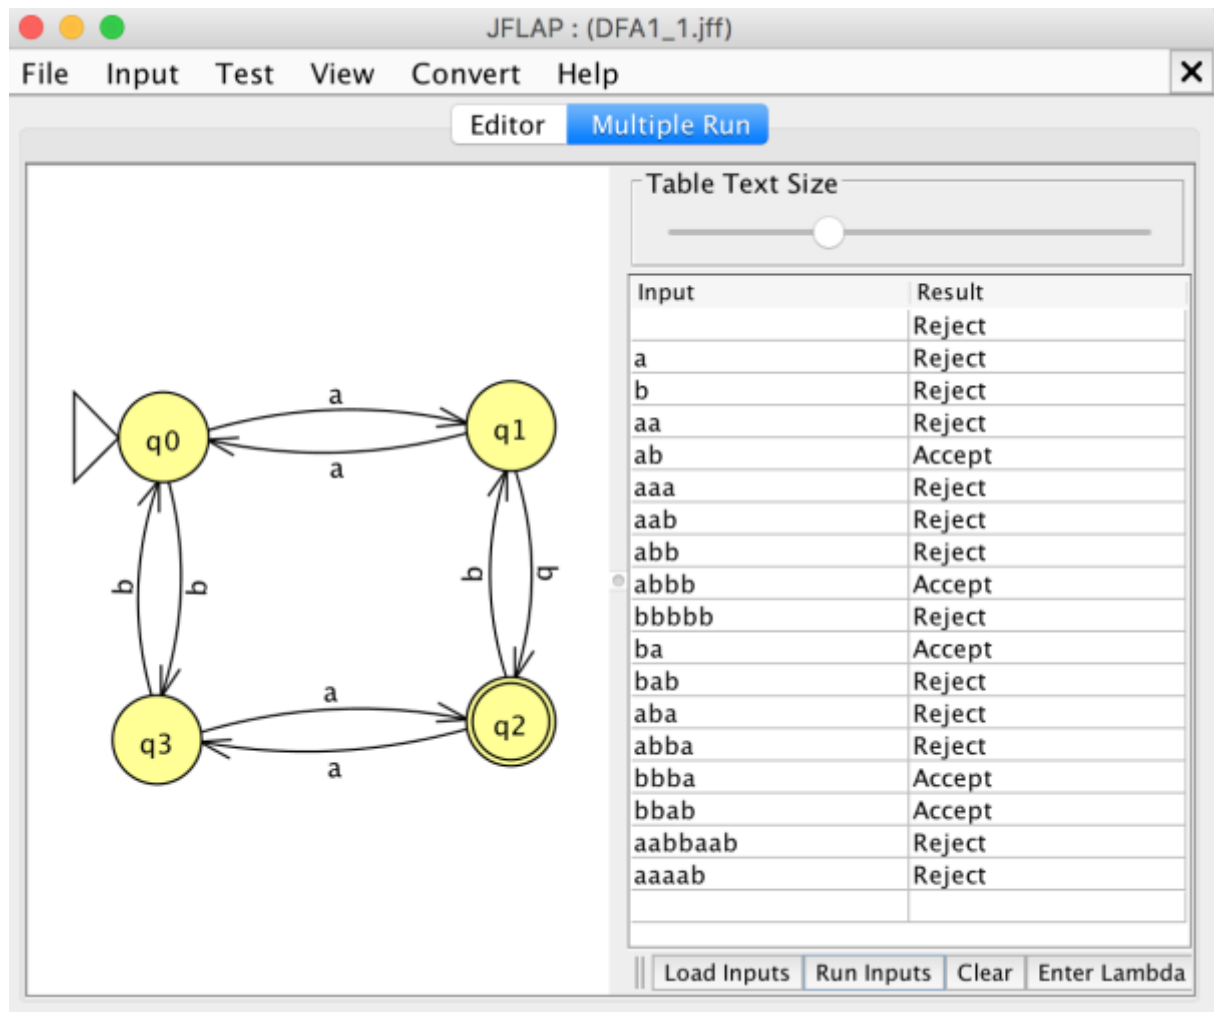 JFLAP : (DFA1_1.jff)
File Input Test View Convert Help
Editor Multiple Run
Table Text Size
Input Result
Reject
a Reject
b Reject
aa Reject
ab Accept
aaa Reject
aab Reject
abb Reject
abbb Accept
bbbbb Reject
ba Accept
bab Reject
aba Reject
abba Reject
bbba Accept
bbab Accept
aabbaab Reject
aaaab Reject
Load Inputs Run Inputs Clear Enter Lambda
a
q0 q1
a
b b b b
a
q3 q2
a